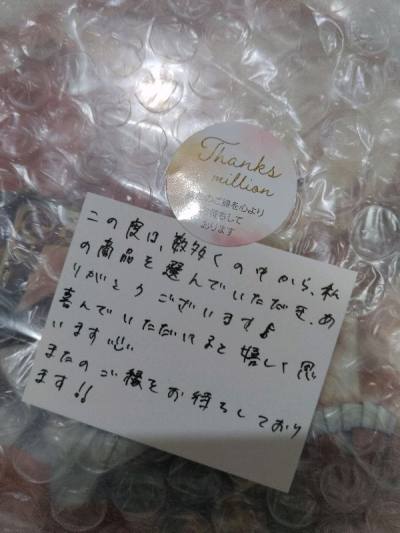 Thanks
million
のご縁を心より
お待ちして
おります
この度は、数多くの中から、私
の商品を選んでいただき、あ
りがとうございます♪
喜んでいただけると嬉しく思
います
またのご縁をお待ちしており
ます!!